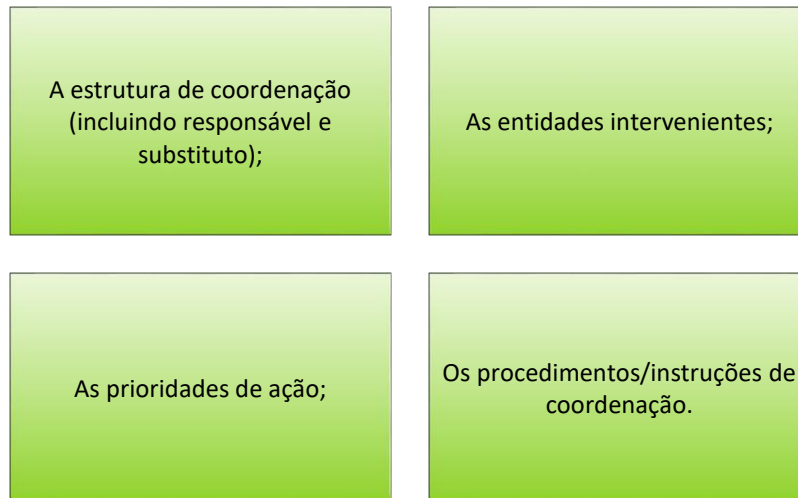 A estrutura de coordenação
(incluindo responsável e
substituto);
As entidades intervenientes;
As prioridades de ação;
Os procedimentos/instruções de
coordenação.